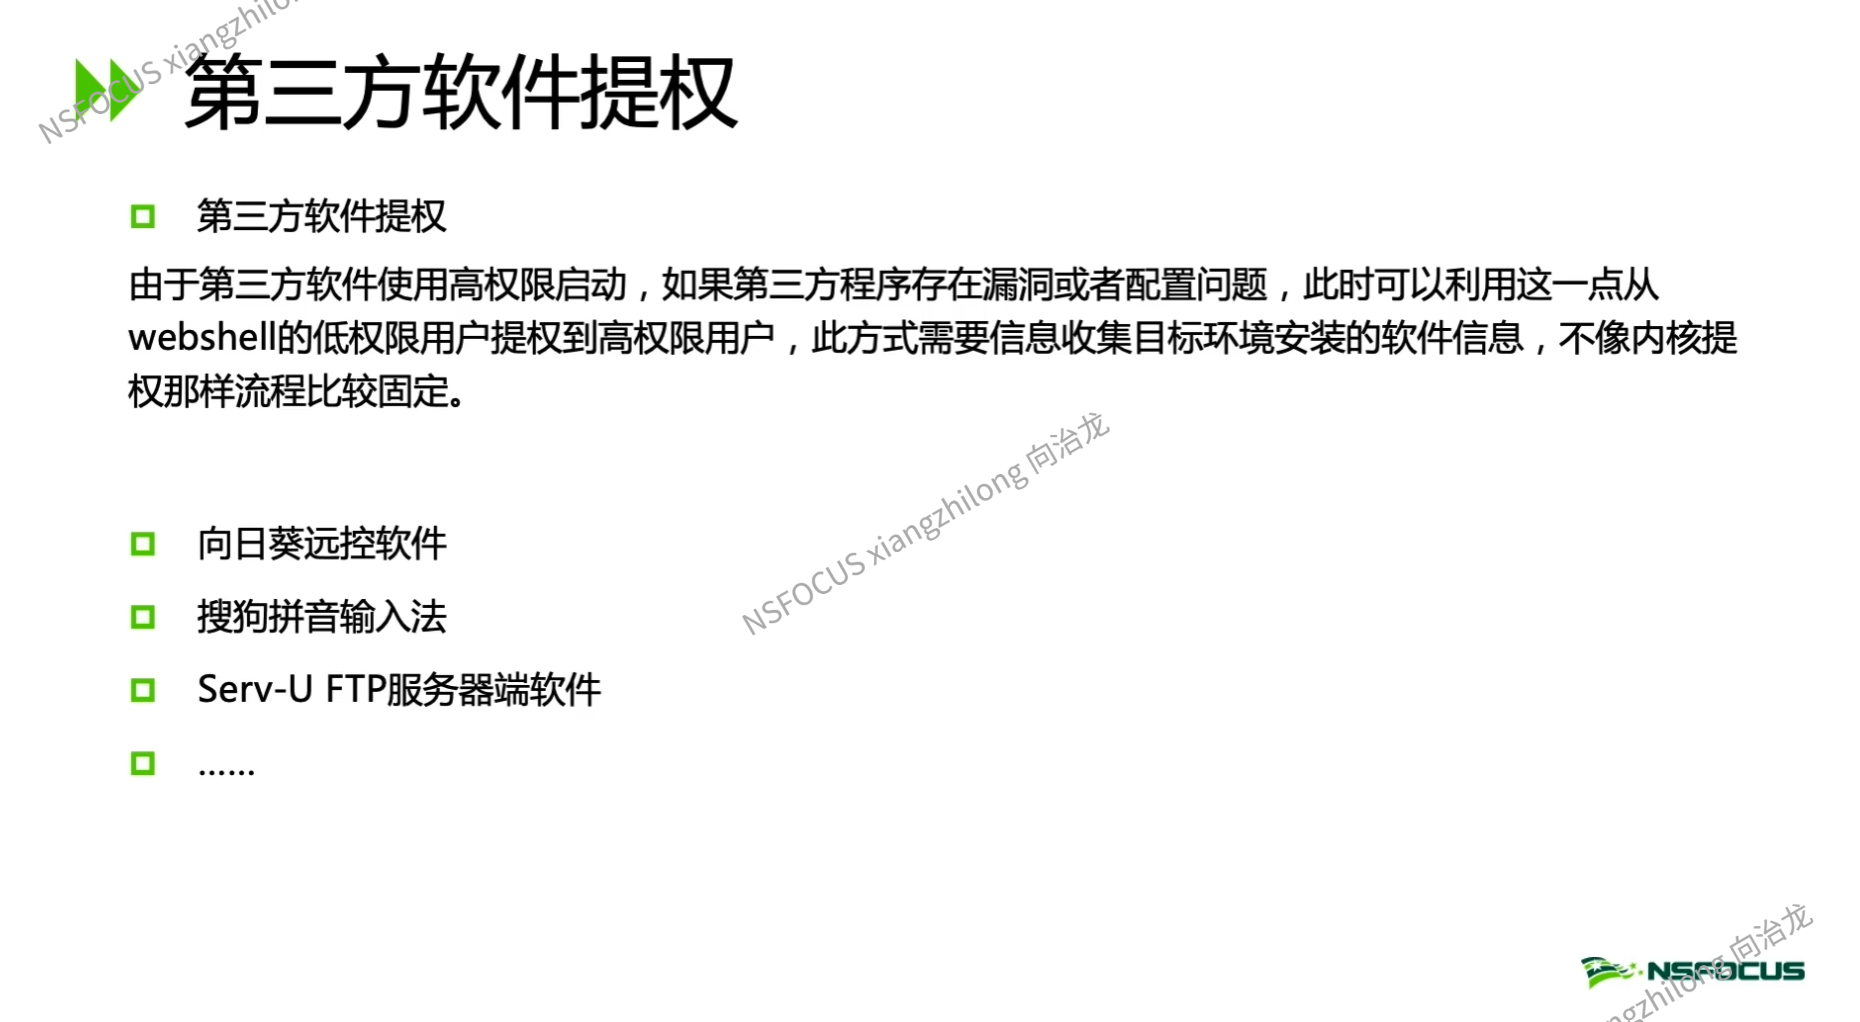 NSFOCUS xiangzhilon
第三方软件提权
第三方软件提权
由于第三方软件使用高权限启动，如果第三方程序存在漏洞或者配置问题，此时可以利用这一点从
webshell的低权限用户提权到高权限用户，此方式需要信息收集目标环境安装的软件信息，不像内核提
权那样流程比较固定。
NSFOCUS xiangzhilong 向治龙
向日葵远控软件
搜狗拼音输入法
Serv-U FTP服务器端软件
......
NSFOCUS
ngzhilong 向治龙